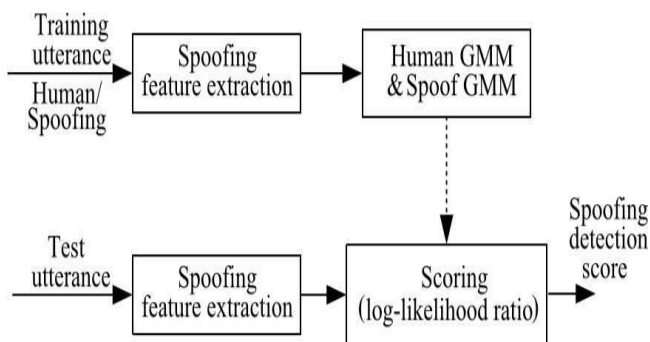 Training
utterance
Human/
Spoofing
Spoofing
feature extraction
Human GMM
& Spoof GMM
Test
utterance
Spoofing
feature extraction
Scoring
(log-likelihood ratio)
Spoofing
detection
score